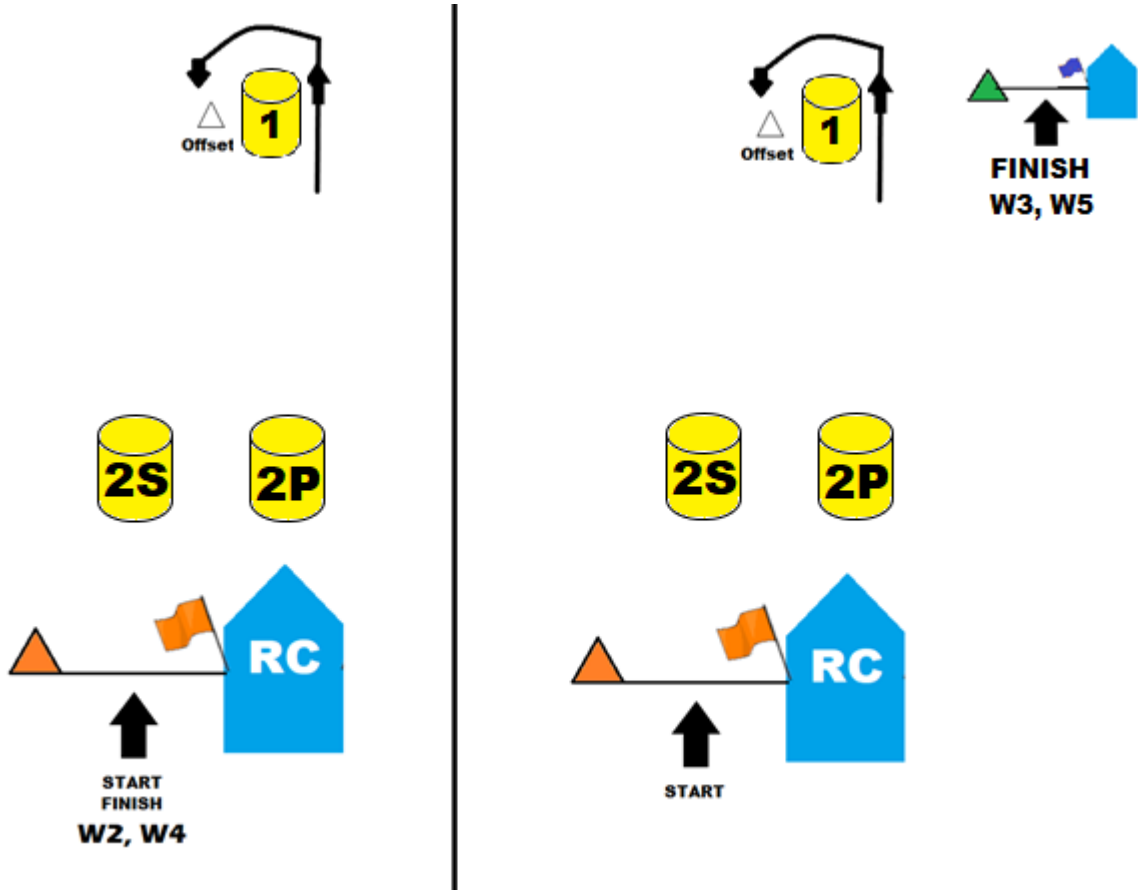 1
Offset
2S
2P
RC
START
FINISH
W2, W4
1
Offset
FINISH
W3, W5
2S
2P
RC
START